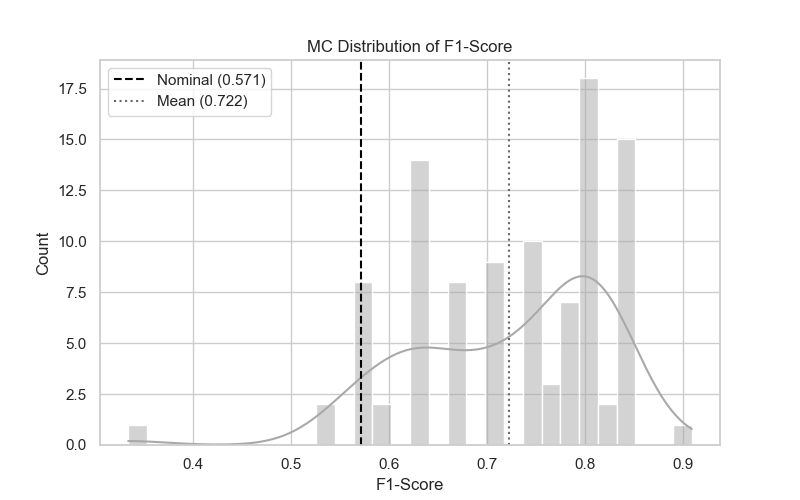 MC Distribution of F1-Score
Nominal (0.571)
Mean (0.722)
Count
17.5
15.0
12.5
10.0
7.5
5.0
2.5
0.0
0.4 0.5 0.6 0.7 0.8 0.9
F1-Score